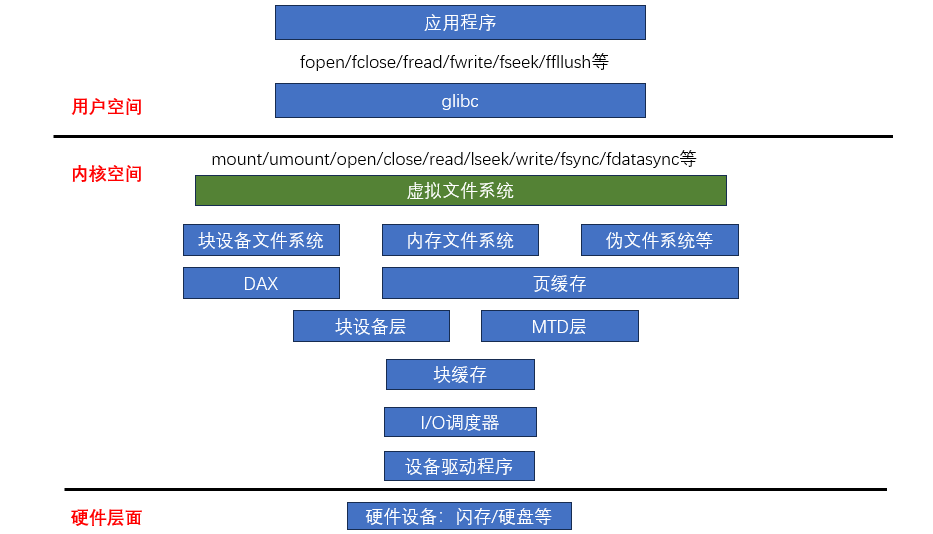 应用程序
fopen/fclose/fread/fwrite/fseek/ffllush等
用户空间
glibc
内核空间
mount/umount/open/close/read/lseek/write/fsync/fdatasync等
虚拟文件系统
块设备文件系统 内存文件系统 伪文件系统等
DAX 页缓存
块设备层 MTD层
块缓存
I/O调度器
设备驱动程序
硬件层面 硬件设备：闪存/硬盘等